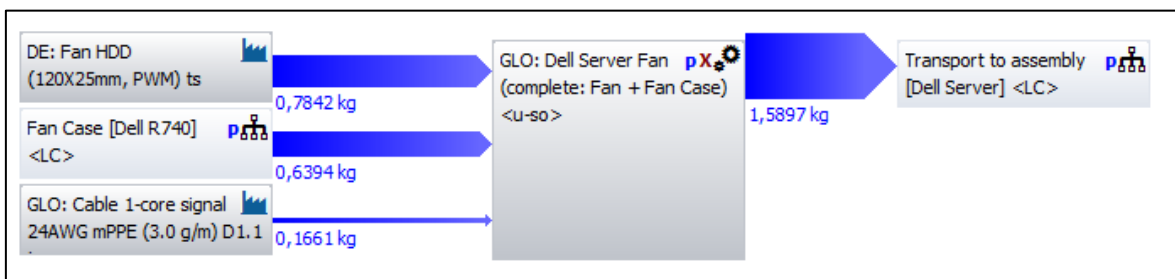 DE: Fan HDD
(120X25mm, PWM) ts
0,7842 kg
Fan Case [Dell R740] p
<LC>
0,6394 kg
GLO: Cable 1-core signal
24AWG mPPE (3.0 g/m) D1.1
0,1661 kg
GLO: Dell Server Fan pX
(complete: Fan + Fan Case)
<u-so>
1,5897 kg
Transport to assembly p
[Dell Server] <LC>